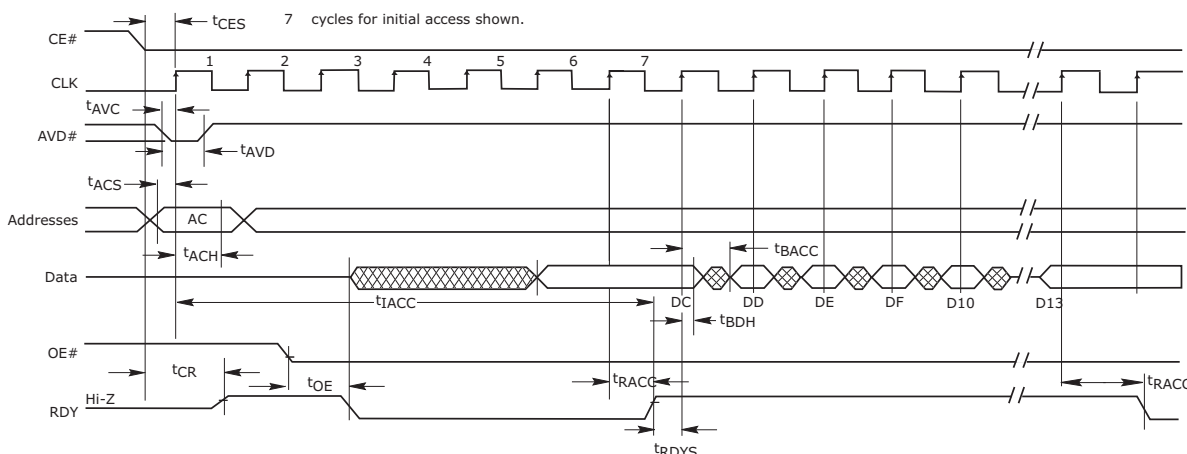 tCES
7 cycles for initial access shown.
CE#
1 2 3 4 5 6 7
CLK
tAVC
AVD#
tAVD
tACS
Addresses
AC
tACH
tBACC
Data
tIACC
DC DD DE DF D10 D13
tBDH
OE#
tCR
tOE
tRACC
tRACC
Hi-Z
RDY
tRDYS